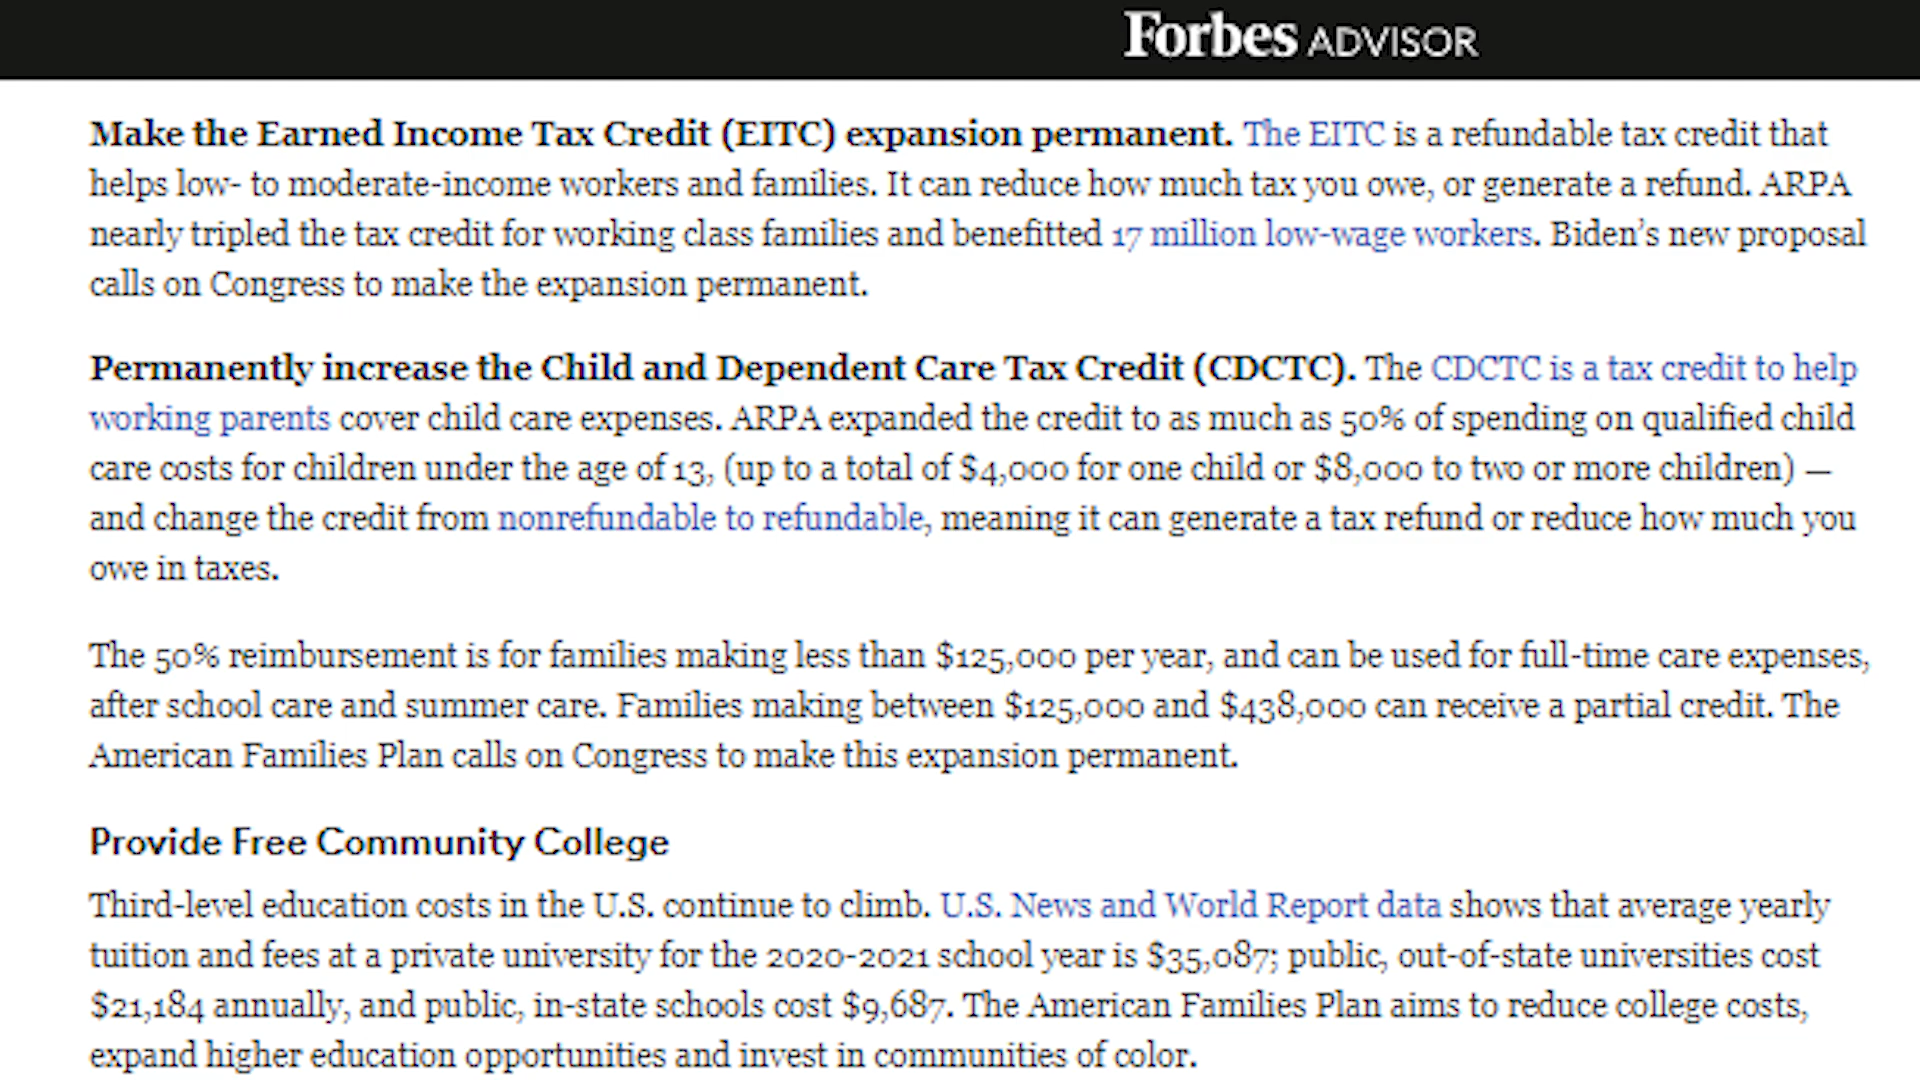 Forbes ADVISOR
Make the Earned Income Tax Credit (EITC) expansion permanent. The EITC is a refundable tax credit that
helps low- to moderate-income workers and families. It can reduce how much tax you owe, or generate a refund. ARPA
nearly tripled the tax credit for working class families and benefitted 17 million low-wage workers. Biden’s new proposal
calls on Congress to make the expansion permanent.
Permanently increase the Child and Dependent Care Tax Credit (CDCTC). The CDCTC is a tax credit to help
working parents cover child care expenses. ARPA expanded the credit to as much as 50% of spending on qualified child
care costs for children under the age of 13, (up to a total of $4,000 for one child or $8,000 to two or more children) —
and change the credit from nonrefundable to refundable, meaning it can generate a tax refund or reduce how much you
owe in taxes.
The 50% reimbursement is for families making less than $125,000 per year, and can be used for full-time care expenses,
after school care and summer care. Families making between $125,000 and $438,000 can receive a partial credit. The
American Families Plan calls on Congress to make this expansion permanent.
Provide Free Community College
Third-level education costs in the U.S. continue to climb. U.S. News and World Report data shows that average yearly
tuition and fees at a private university for the 2020-2021 school year is $35,087; public, out-of-state universities cost
$21,184 annually, and public, in-state schools cost $9,687. The American Families Plan aims to reduce college costs,
expand higher education opportunities and invest in communities of color.